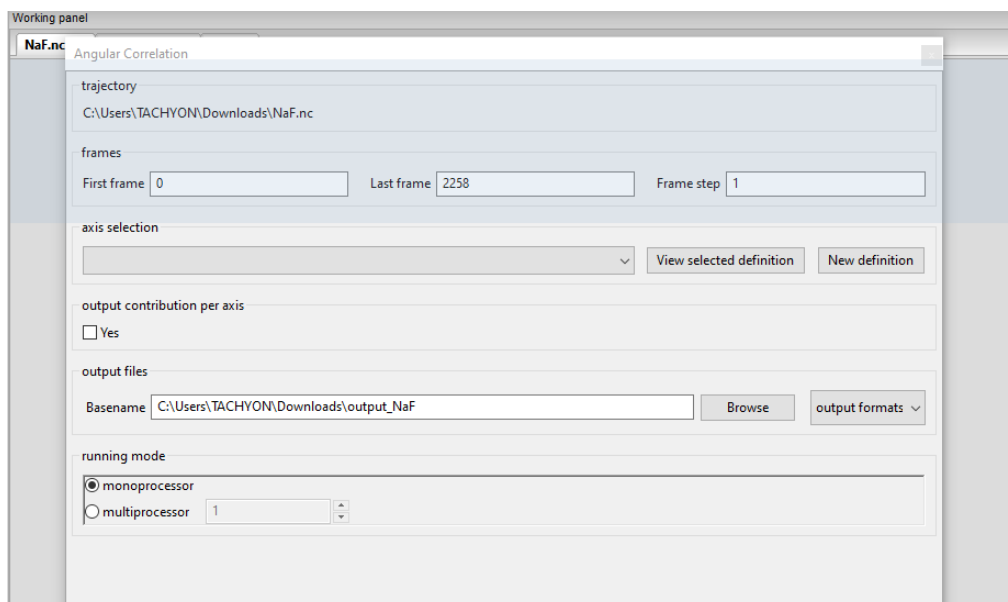 Working panel
NaF.nc
Angular Correlation
trajectory
C:\Users\TACHYON\Downloads\NaF.nc
frames
First frame 0 Last frame 2258 Frame step 1
axis selection
View selected definition New definition
output contribution per axis
Yes
output files
Basename C:\Users\TACHYON\Downloads\output_NaF Browse output formats
running mode
monoprocessor
multiprocessor 1